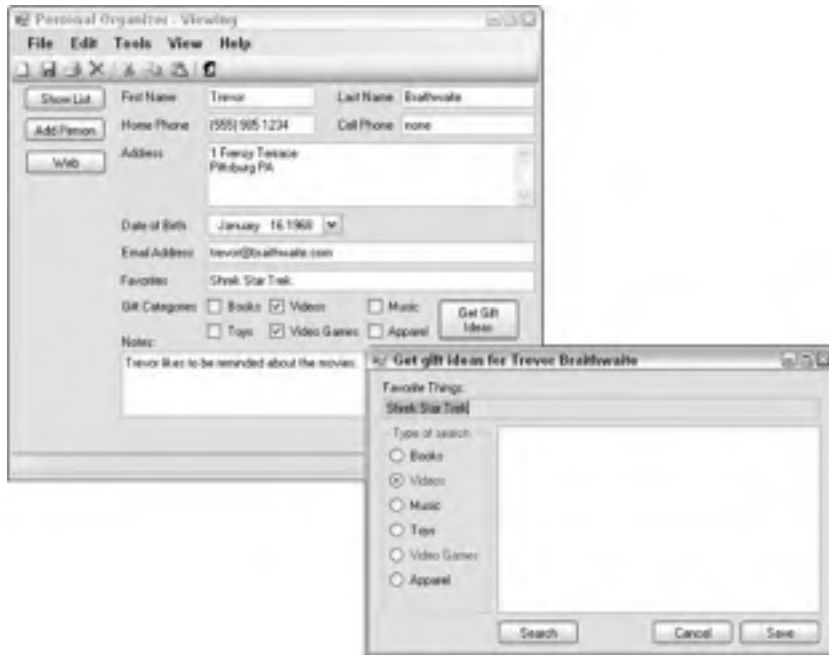 Personal Organizer - Viewing
File Edit Tools View Help
Show List
First Name Trevor Last Name Braithwaite
Add Person
Home Phone (555) 985 1234 Cell Phone none
Web
Address 1 Frenzy Terrace
Pittsburg PA
Date of Birth January 16 1968
Email Address trevor@braithwaite.com
Favorites Shrek Star Trek
Gift Categories Books Videos Music
Get Gift Ideas
Toys Video Games Apparel
Notes:
Trevor likes to be reminded about the movies.
Get gift ideas for Trevor Braithwaite
Favorite Things:
Shrek Star Trek
Type of search
Books
Videos
Music
Toys
Video Games
Apparel
Search Cancel Save